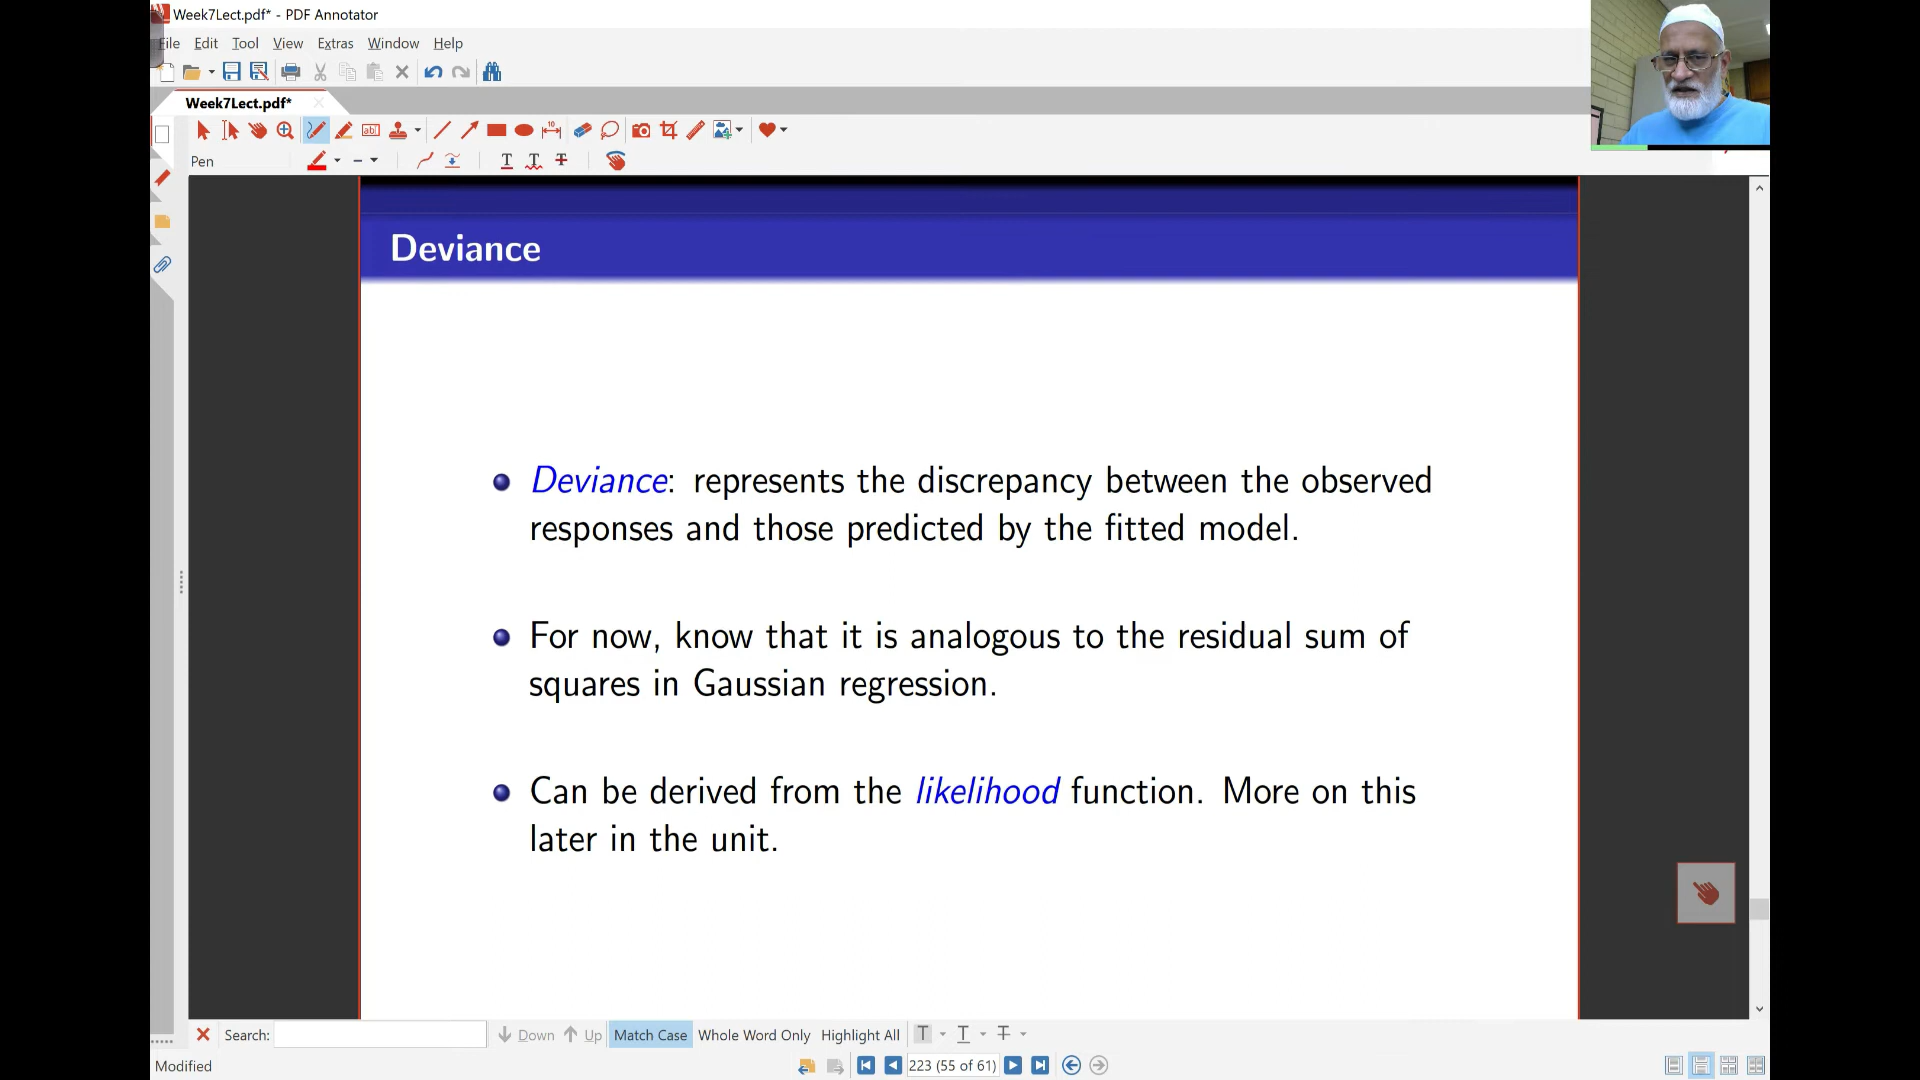 Week7Lect.pdf* - PDF Annotator
File Edit Tool View Extras Window Help
Week7Lect.pdf*
Pen
Deviance
Deviance: represents the discrepancy between the observed
responses and those predicted by the fitted model.
For now, know that it is analogous to the residual sum of
squares in Gaussian regression.
Can be derived from the likelihood function. More on this
later in the unit.
Search: Down Up Match Case Whole Word Only Highlight All
Modified
223 (55 of 61)